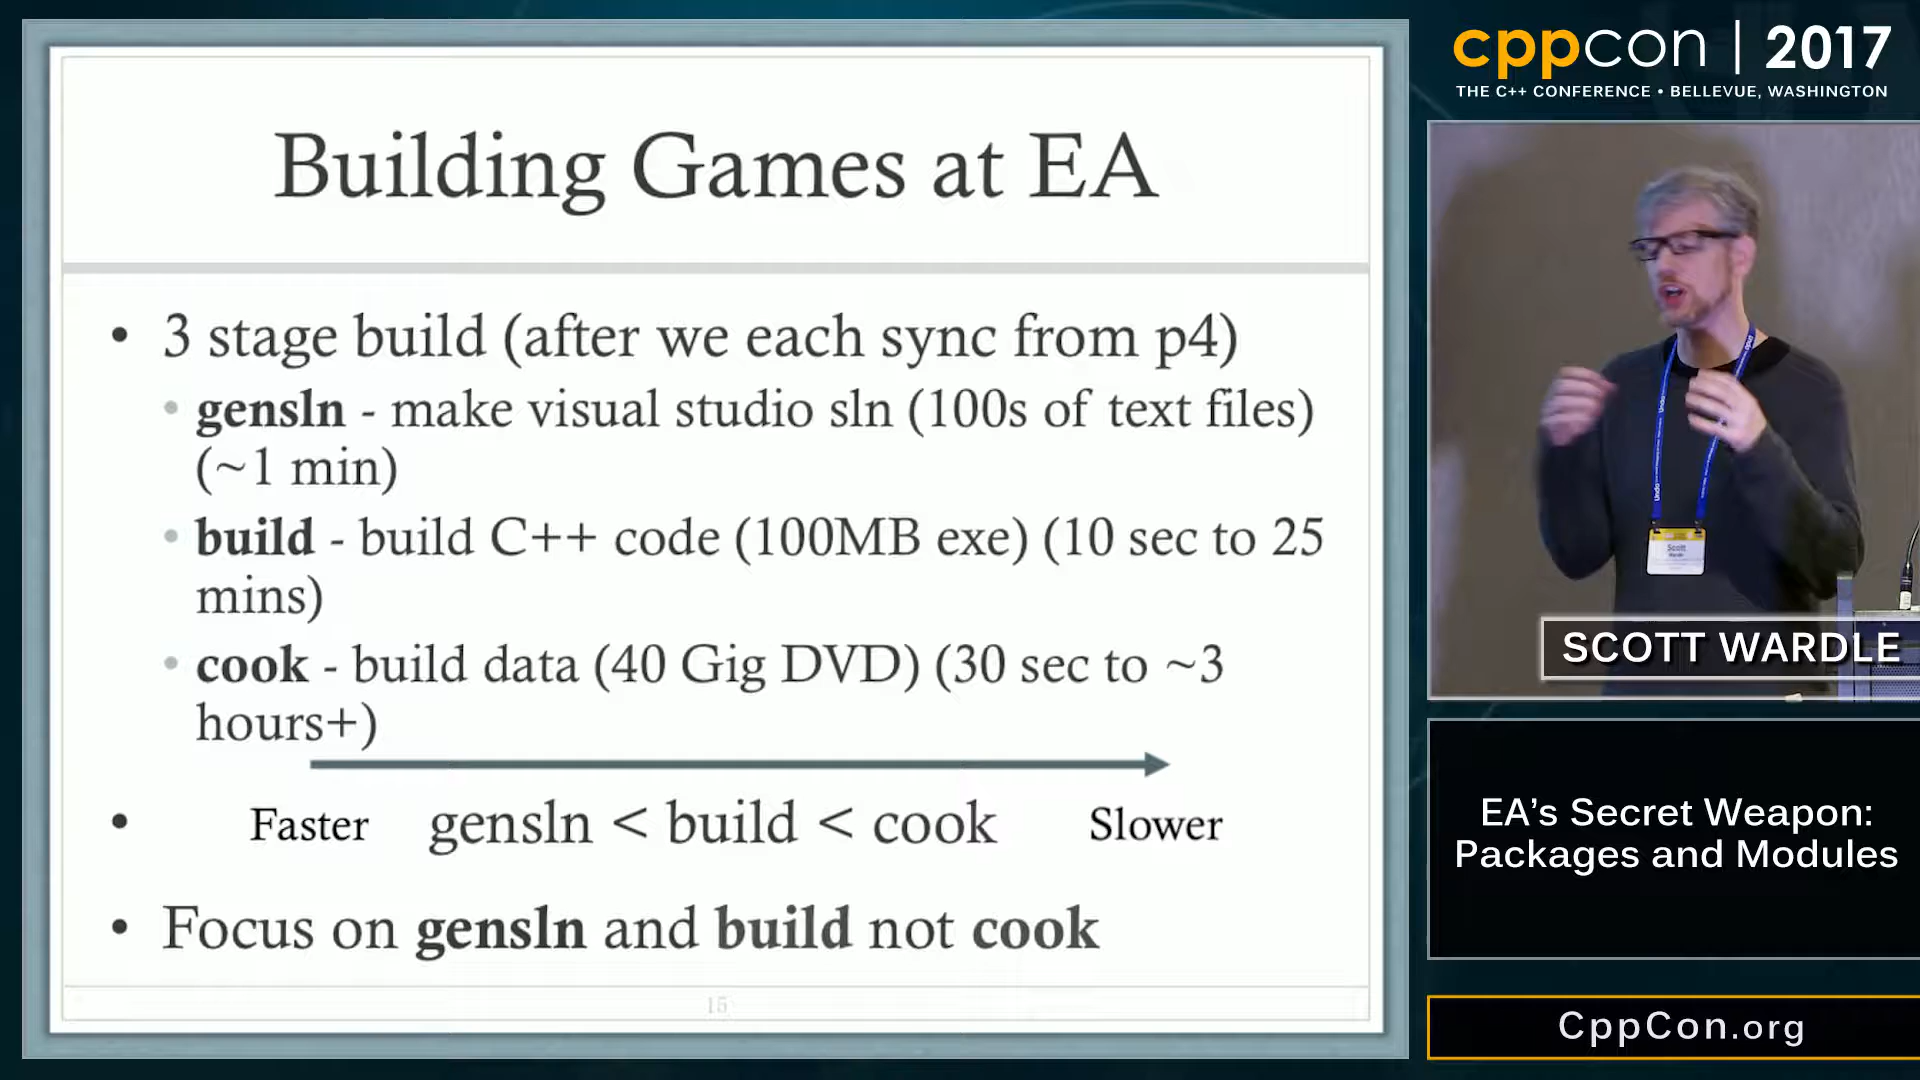 cppcon | 2017
THE C++ CONFERENCE • BELLEVUE, WASHINGTON
Building Games at EA
• 3 stage build (after we each sync from p4)
• gensln - make visual studio sln (100s of text files)
(~1 min)
• build - build C++ code (100MB exe) (10 sec to 25
mins)
• cook - build data (40 Gig DVD) (30 sec to ~3
hours+)
• Faster gensln < build < cook Slower
• Focus on gensln and build not cook
15
Undo
Undo
Scott
SCOTT WARDLE
EA’s Secret Weapon:
Packages and Modules
CppCon.org